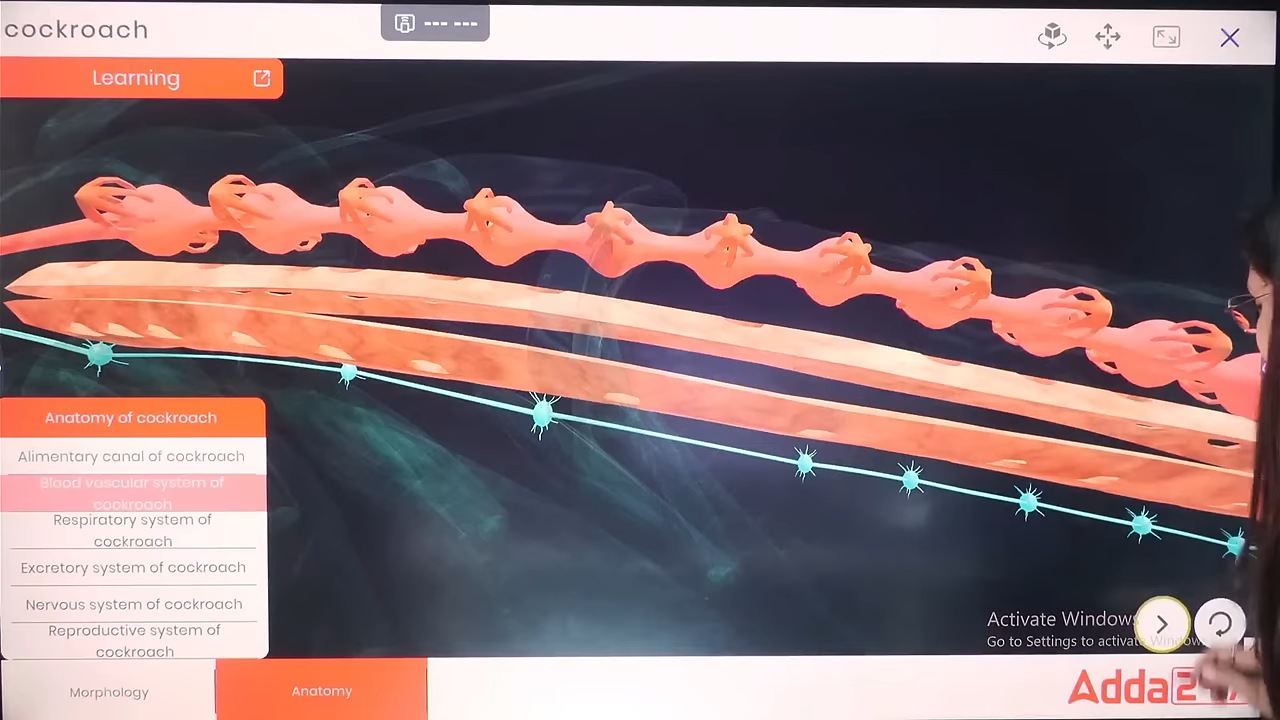 cockroach
Learning
Anatomy of cockroach
Alimentary canal of cockroach
Blood vascular system of
cockroach
Respiratory system of
cockroach
Excretory system of cockroach
Nervous system of cockroach
Reproductive system of
cockroach
Activate Windows
Go to Settings to activate Windows
Morphology
Anatomy
Adda247